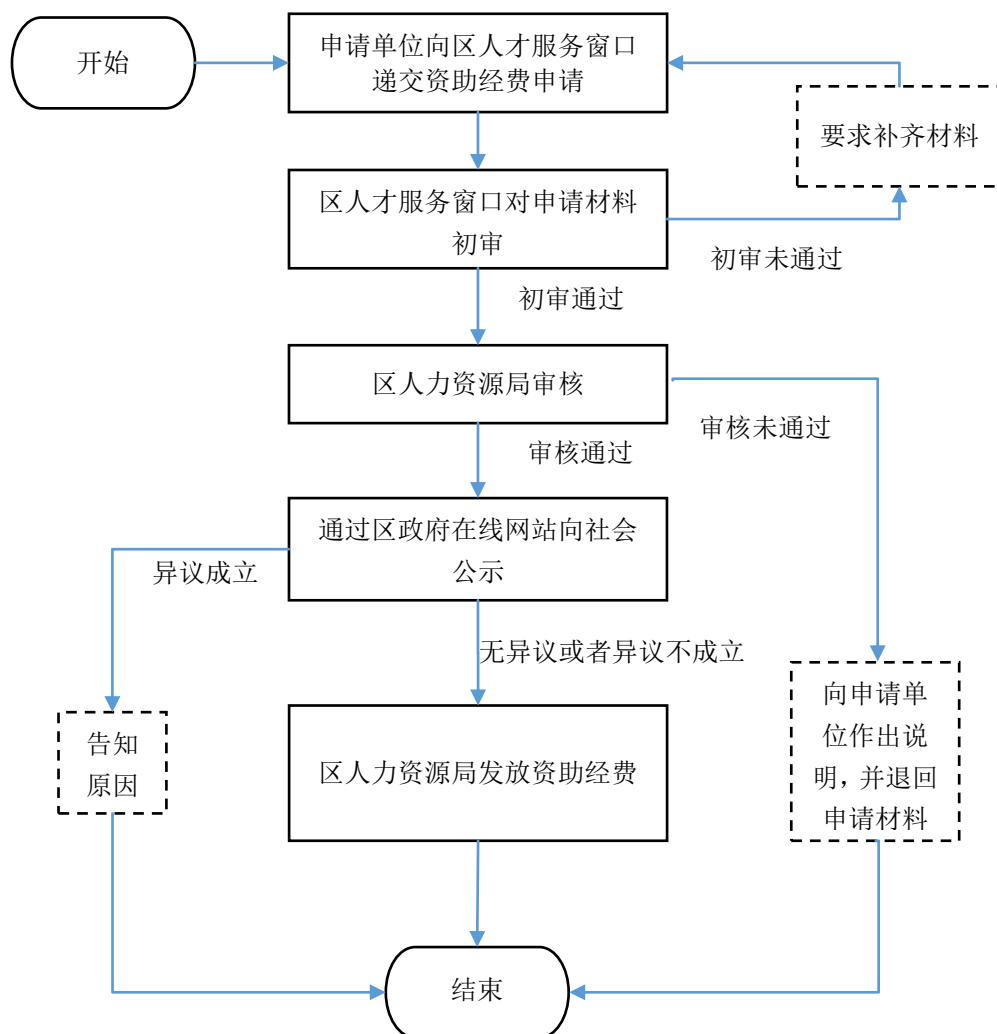 开始
申请单位向区人才服务窗口
递交资助经费申请
要求补齐材料
区人才服务窗口对申请材料
初审
初审未通过
初审通过
区人力资源局审核
审核未通过
审核通过
通过区政府在线网站向社会
公示
异议成立
无异议或者异议不成立
告知
原因
区人力资源局发放资助经费
向申请单
位作出说
明，并退回
申请材料
结束